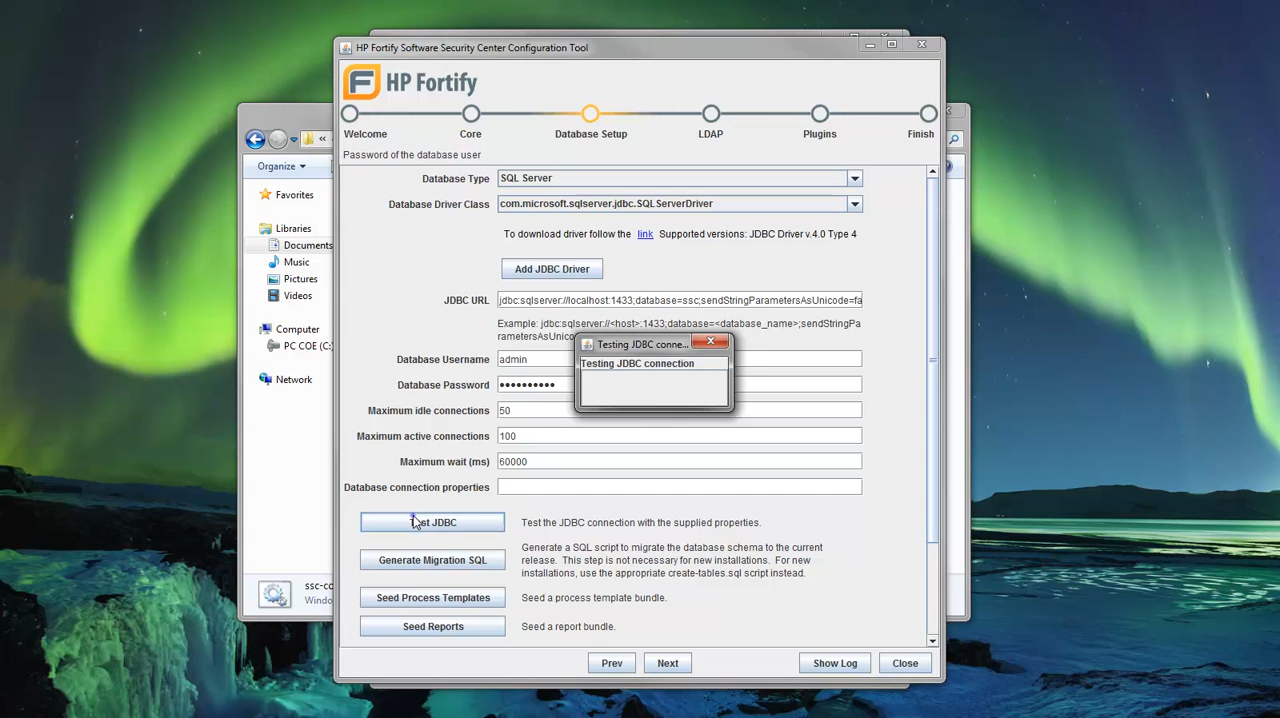 HP Fortify Software Security Center Configuration Tool
F HP Fortify
Welcome Core Database Setup LDAP Plugins Finish
Password of the database user
Organize
Favorites
Libraries
Documents
Music
Pictures
Videos
Computer
PC COE (C:)
Network
ssc-co
Window
Database Type SQL Server
Database Driver Class com.microsoft.sqlserver.jdbc.SQLServerDriver
To download driver follow the link Supported versions: JDBC Driver v.4.0 Type 4
Add JDBC Driver
JDBC URL jdbc:sqlserver://localhost:1433;database=ssc;sendStringParametersAsUnicode=fa
Example: jdbc:sqlserver://<host>:1433;database=<database_name>;sendStringPa
rametersAsUnico
Testing JDBC conne...
Testing JDBC connection
Database Username admin
Database Password ••••••••••
Maximum idle connections 50
Maximum active connections 100
Maximum wait (ms) 60000
Database connection properties
Test JDBC Test the JDBC connection with the supplied properties.
Generate Migration SQL Generate a SQL script to migrate the database schema to the current
release. This step is not necessary for new installations. For new
installations, use the appropriate create-tables.sql script instead.
Seed Process Templates Seed a process template bundle.
Seed Reports Seed a report bundle.
Prev Next Show Log Close